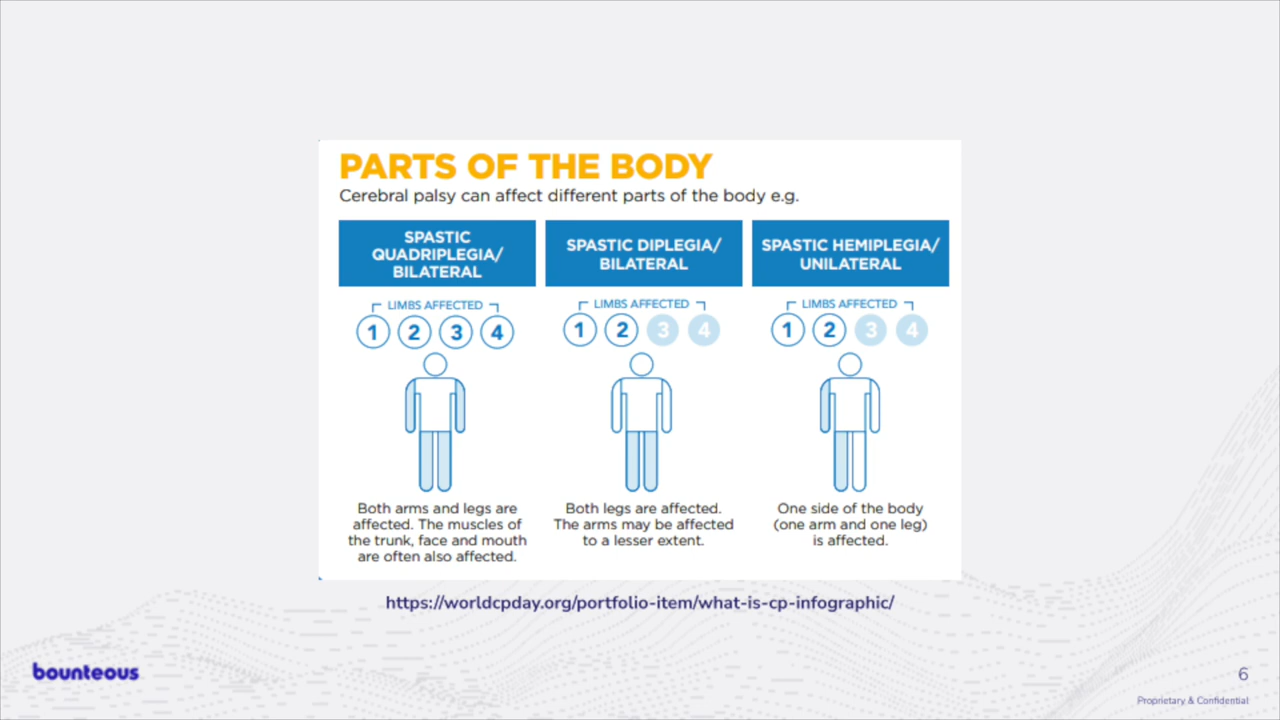 PARTS OF THE BODY
Cerebral palsy can affect different parts of the body e.g.
SPASTIC
QUADRIPLEGIA/
BILATERAL
LIMBS AFFECTED
1 2 3 4
Both arms and legs are
affected. The muscles of
the trunk, face and mouth
are often also affected.
SPASTIC DIPLEGIA/
BILATERAL
LIMBS AFFECTED
1 2 3 4
Both legs are affected.
The arms may be affected
to a lesser extent.
SPASTIC HEMIPLEGIA/
UNILATERAL
LIMBS AFFECTED
1 2 3 4
One side of the body
(one arm and one leg)
is affected.
https://worldcpday.org/portfolio-item/what-is-cp-infographic/
bounteous
6
Proprietary & Confidential